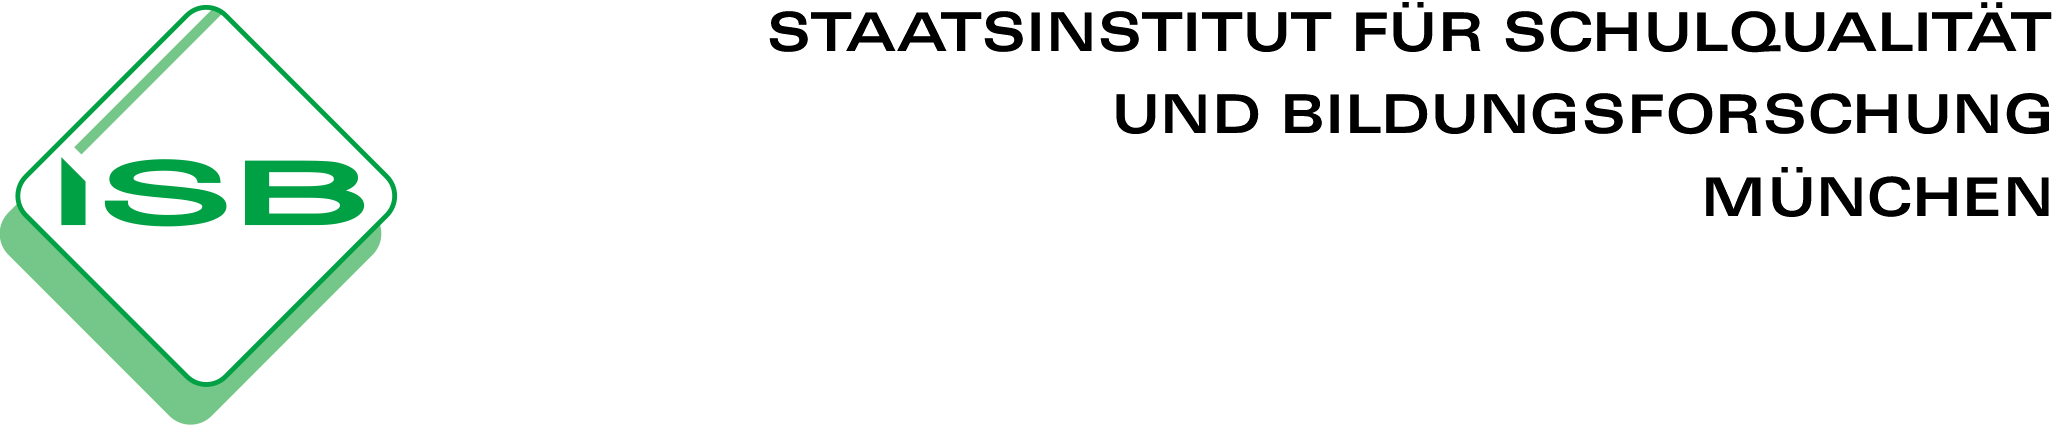 ISB
STAATSINSTITUT FÜR SCHULQUALITÄT
UND BILDUNGSFORSCHUNG
MÜNCHEN